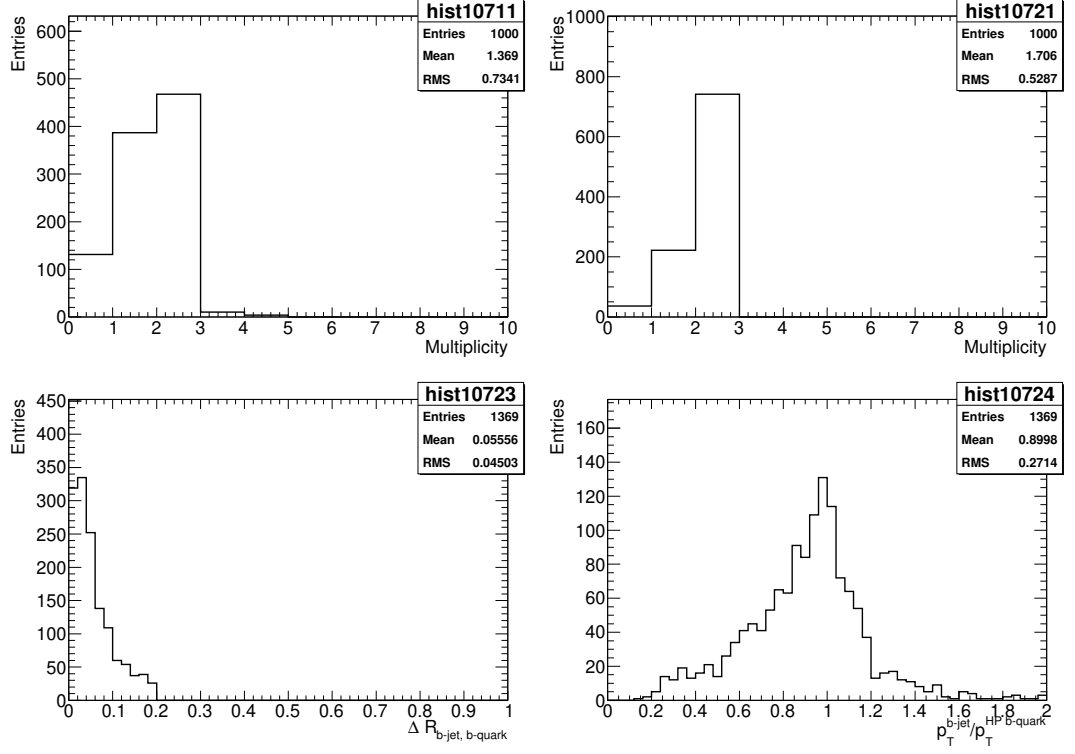 hist10711
Entries 1000
Mean 1.369
RMS 0.7341
Entries
600
500
400
300
200
100
0
0 1 2 3 4 5 6 7 8 9 10
Multiplicity
hist10721
Entries 1000
Mean 1.706
RMS 0.5287
Entries
1000
800
600
400
200
0
0 1 2 3 4 5 6 7 8 9 10
Multiplicity
hist10723
Entries 1369
Mean 0.05556
RMS 0.04503
Entries
450
400
350
300
250
200
150
100
50
0
0 0.1 0.2 0.3 0.4 0.5 0.6 0.7 0.8 0.9 1
Δ R b-jet, b-quark
hist10724
Entries 1369
Mean 0.8998
RMS 0.2714
Entries
160
140
120
100
80
60
40
20
0
0 0.2 0.4 0.6 0.8 1 1.2 1.4 1.6 1.8 2
p_T^b-jet/p_T^HP b-quark